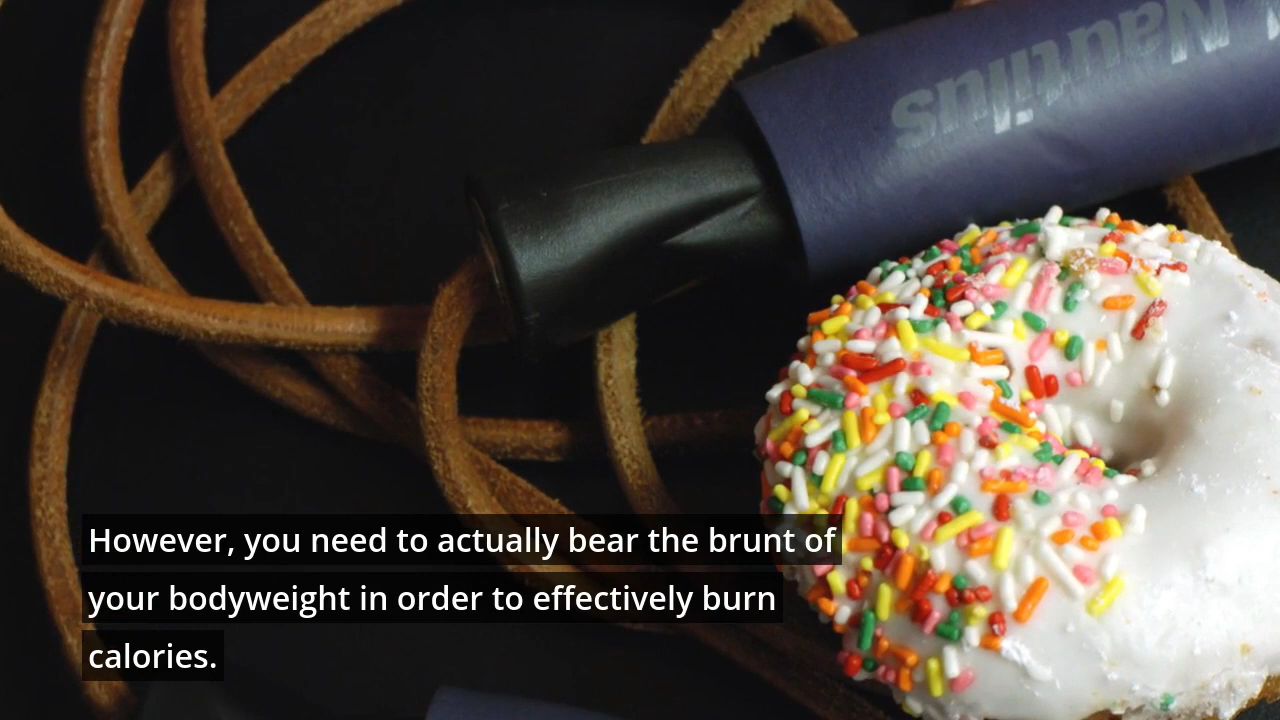 Nautilus
However, you need to actually bear the brunt of
your bodyweight in order to effectively burn
calories.